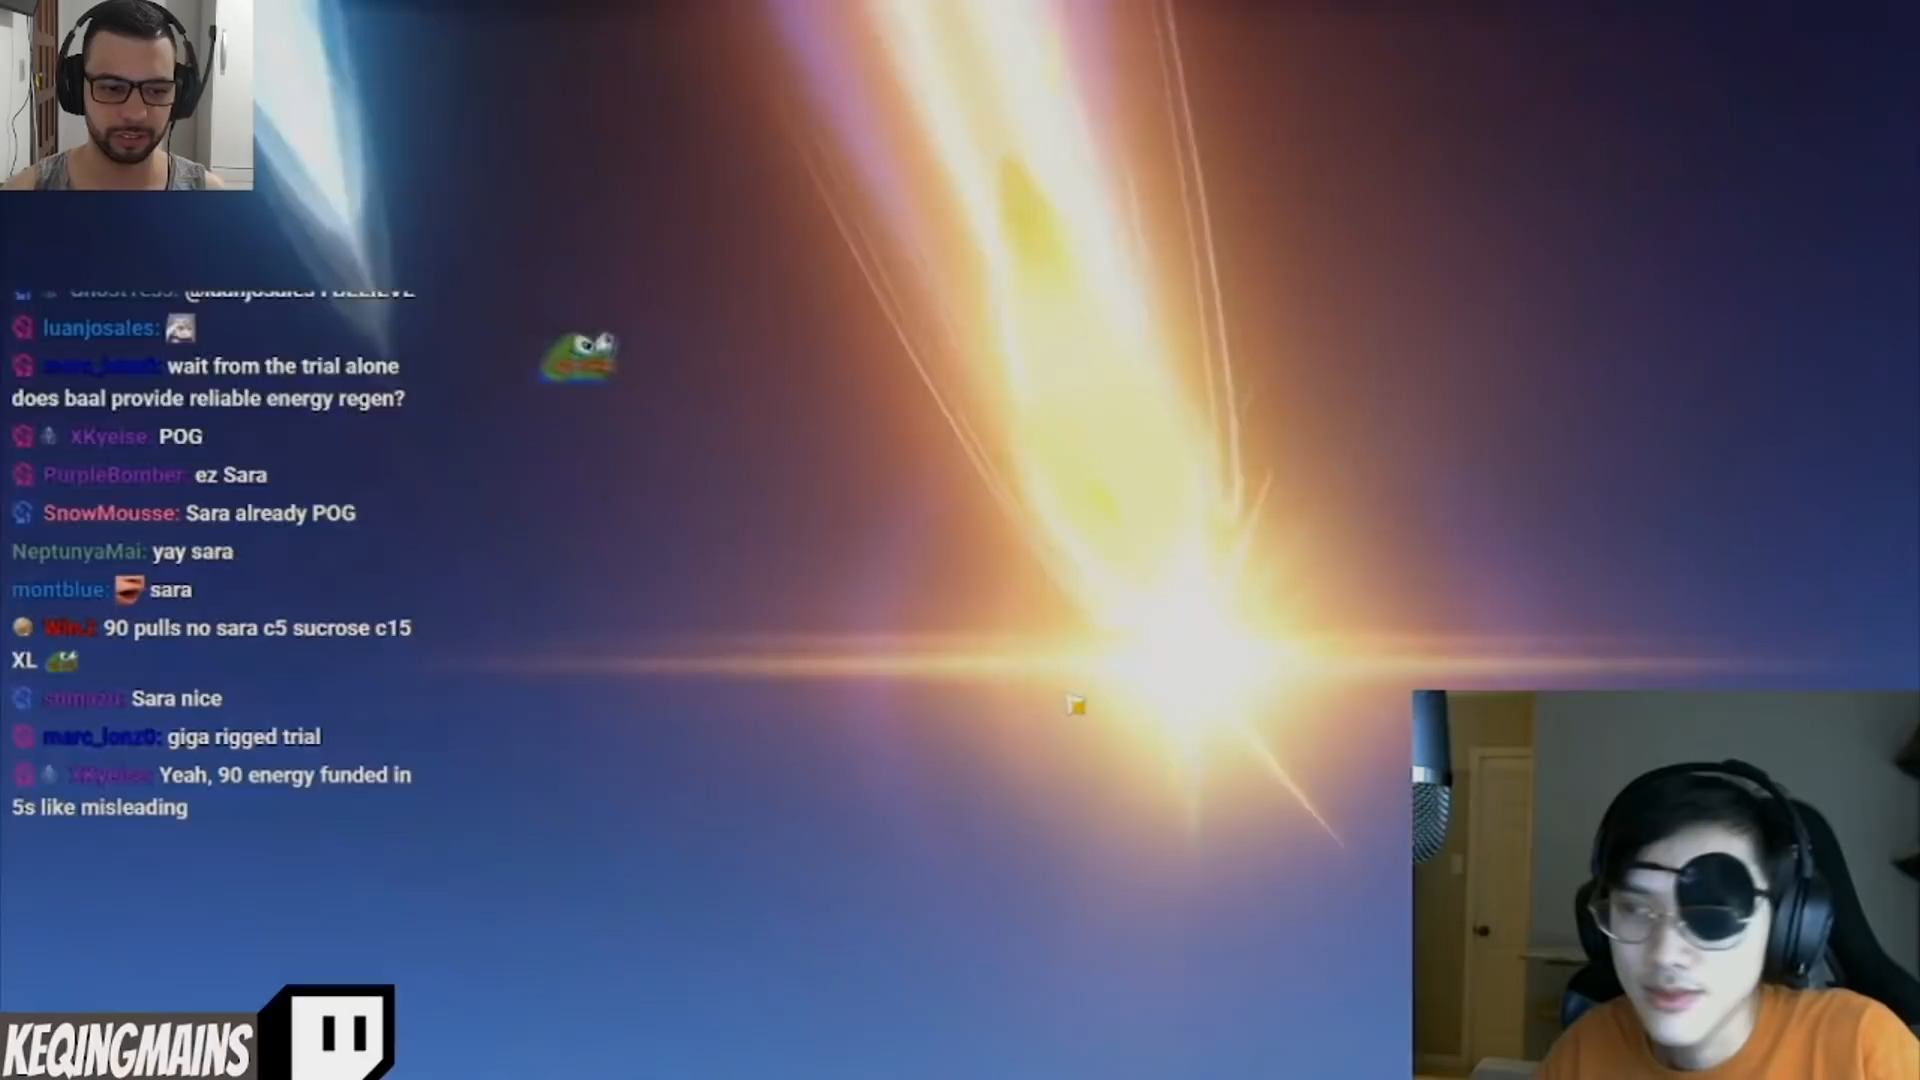 luanjosales:
wait from the trial alone
does baal provide reliable energy regen?
XKyeise: POG
PurpleBomber: ez Sara
SnowMousse: Sara already POG
NeptunyaMai: yay sara
montblue: sara
90 pulls no sara c5 sucrose c15
XL
Sara nice
marc_lonz0: giga rigged trial
XKyeise: Yeah, 90 energy funded in
5s like misleading
KEQINGMAINS